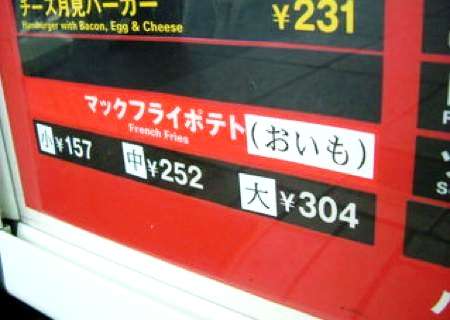 チーズ月見バーガー ¥231
Hamburger with Bacon, Egg & Cheese
マックフライポテト(おいも)
French Fries
小 ¥157 中 ¥252 大 ¥304